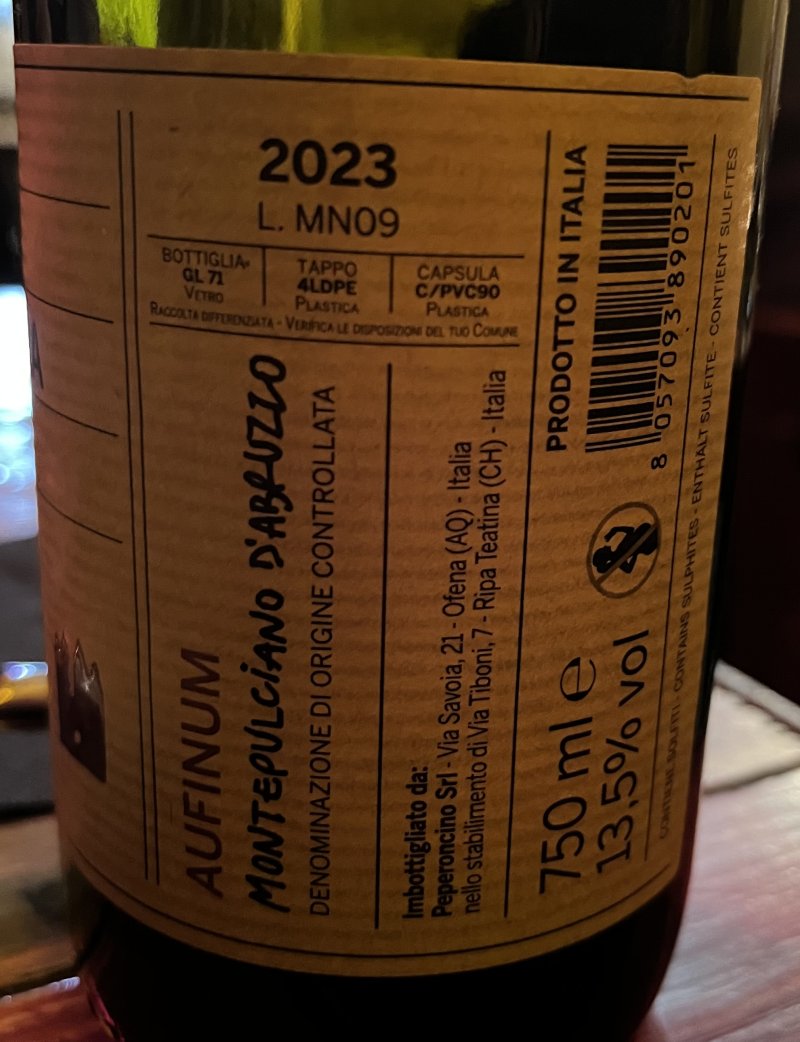 2023
L. MN09
BOTTIGLIA
GL 71
VETRO
TAPPO
4LDPE
PLASTICA
CAPSULA
C/PVC90
PLASTICA
RACCOLTA DIFFERENZIATA - VERIFICA LE DISPOSIZIONI DEL TUO COMUNE
AUFINUM
MONTEPULCIANO D'ABRUZZO
DENOMINAZIONE DI ORIGINE CONTROLLATA
Imbottigliato da:
Peperoncino Srl - Via Savoia, 21 - Ofena (AQ) - Italia
nello stabilimento di Via Tiboni, 7 - Ripa Teatina (CH) - Italia
PRODOTTO IN ITALIA
8 057093 890201
750 ml e
13,5% vol
CONTIENE SOLFITI - CONTAINS SULPHITES - ENTHALT SULFITE - CONTIENT SULFITES